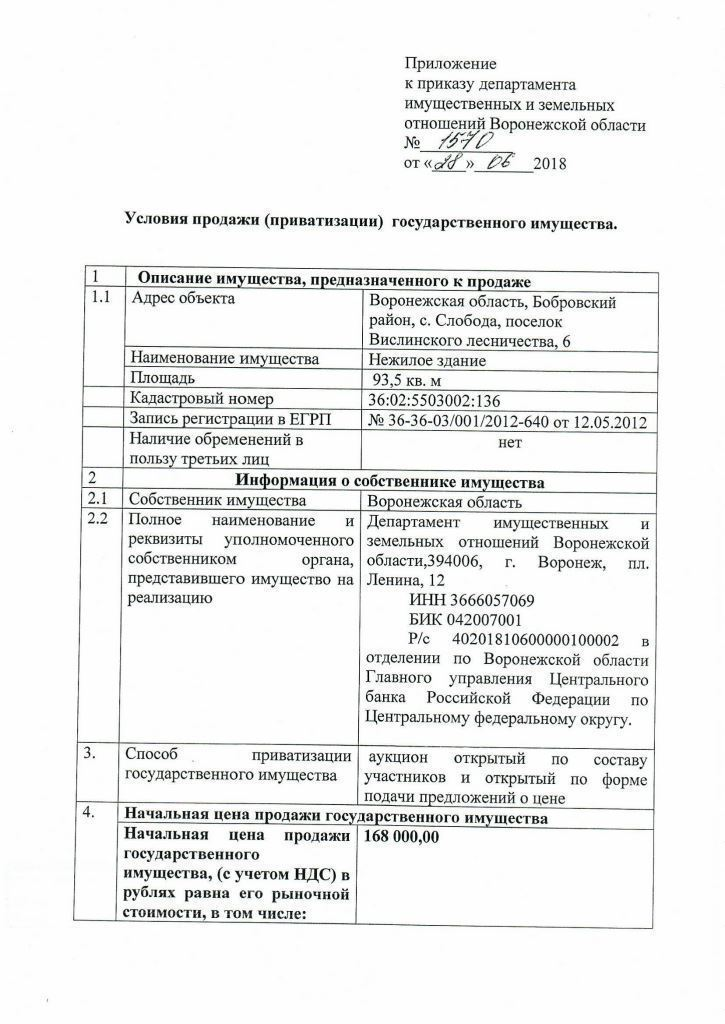 Приложение
к приказу департамента
имущественных и земельных
отношений Воронежской области
№ 1570
от «28» 06 2018
Условия продажи (приватизации) государственного имущества.
1 Описание имущества, предназначенного к продаже
1.1 Адрес объекта Воронежская область, Бобровский
район, с. Слобода, поселок
Вислинского лесничества, 6
Наименование имущества Нежилое здание
Площадь 93,5 кв. м
Кадастровый номер 36:02:5503002:136
Запись регистрации в ЕГРП № 36-36-03/001/2012-640 от 12.05.2012
Наличие обременений в нет
пользу третьих лиц
2 Информация о собственнике имущества
2.1 Собственник имущества Воронежская область
2.2 Полное наименование и Департамент имущественных и
реквизиты уполномоченного земельных отношений Воронежской
собственником органа, области,394006, г. Воронеж, пл.
представившего имущество на Ленина, 12
реализацию ИНН 3666057069
БИК 042007001
Р/с 40201810600000100002 в
отделении по Воронежской области
Главного управления Центрального
банка Российской Федерации по
Центральному федеральному округу.
3. Способ приватизации аукцион открытый по составу
государственного имущества участников и открытый по форме
подачи предложений о цене
4. Начальная цена продажи государственного имущества
Начальная цена продажи 168 000,00
государственного
имущества, (с учетом НДС) в
рублях равна его рыночной
стоимости, в том числе: